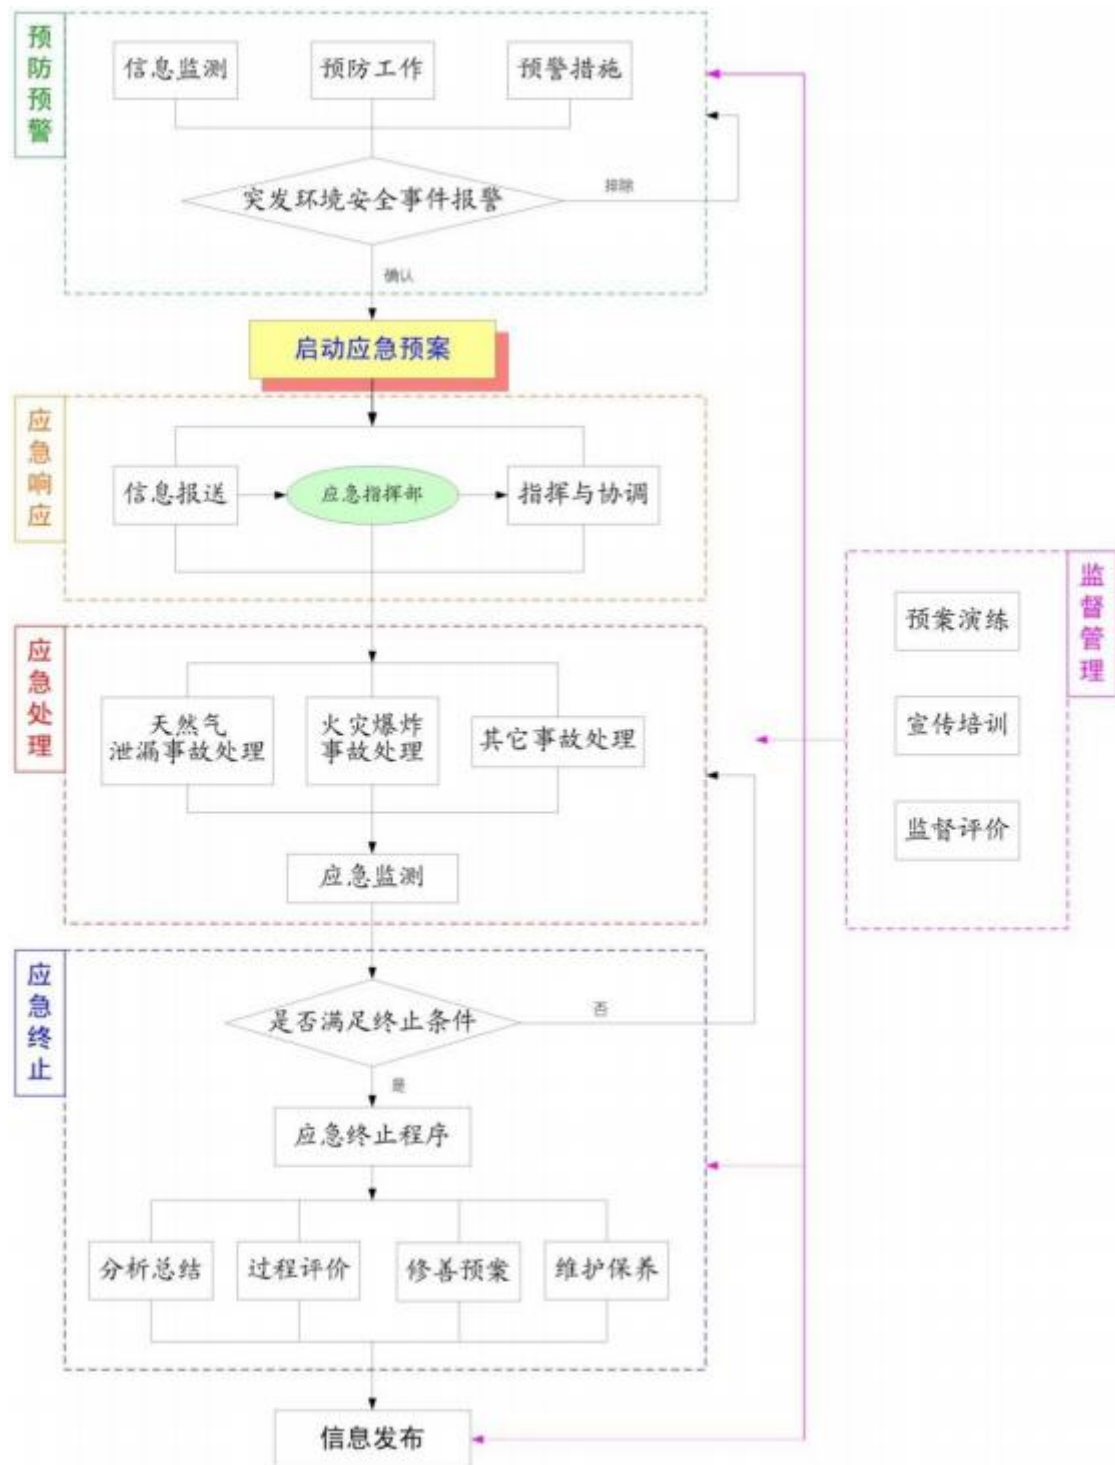 预防预警
信息监测
预防工作
预警措施
突发环境安全事件报警
排除
确认
启动应急预案
应急响应
信息报送
应急指挥部
指挥与协调
监督管理
预案演练
宣传培训
监督评价
应急处理
天然气
泄漏事故处理
火灾爆炸
事故处理
其它事故处理
应急监测
应急终止
是否满足终止条件
否
是
应急终止程序
分析总结
过程评价
修善预案
维护保养
信息发布